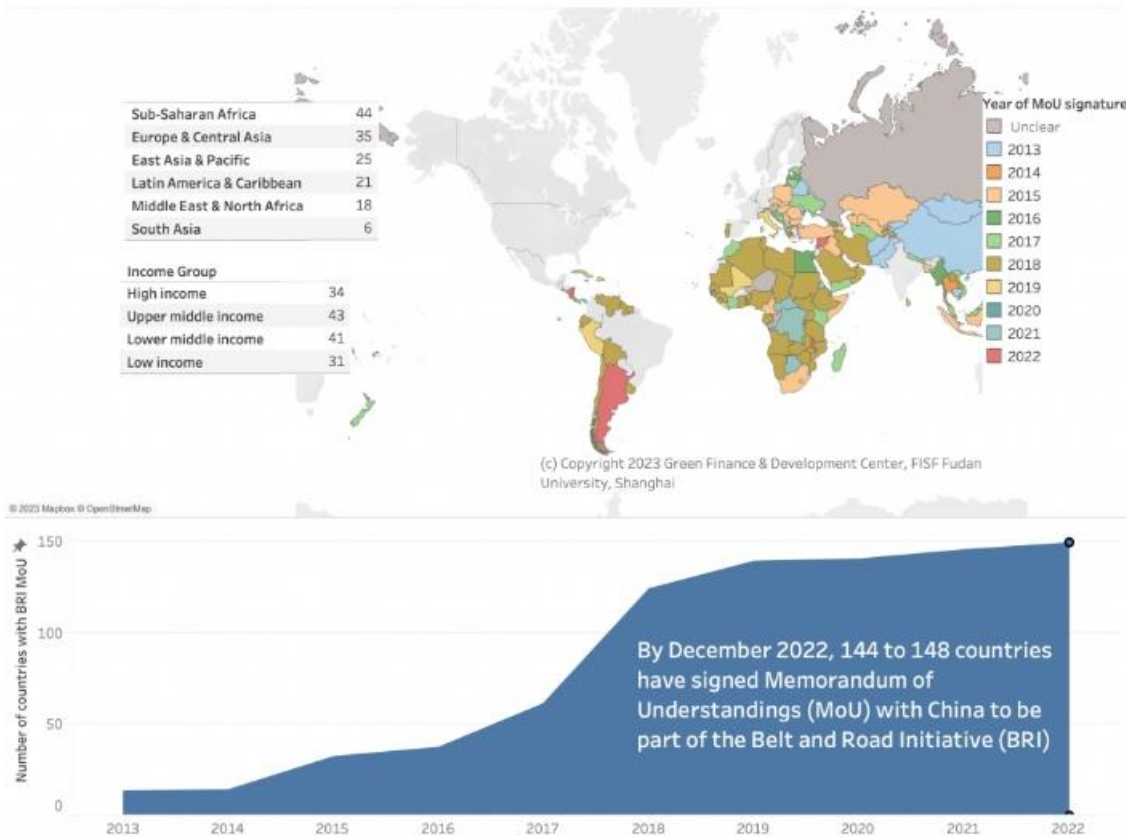 Sub-Saharan Africa 44
Europe & Central Asia 35
East Asia & Pacific 25
Latin America & Caribbean 21
Middle East & North Africa 18
South Asia 6
Income Group
High income 34
Upper middle income 43
Lower middle income 41
Low income 31
Year of MoU signature
Unclear
2013
2014
2015
2016
2017
2018
2019
2020
2021
2022
(c) Copyright 2023 Green Finance & Development Center, FISF Fudan
University, Shanghai
© 2023 Mapbox © OpenStreetMap
Number of countries with BRI MoU
150
100
50
0
By December 2022, 144 to 148 countries
have signed Memorandum of
Understandings (MoU) with China to be
part of the Belt and Road Initiative (BRI)
2013 2014 2015 2016 2017 2018 2019 2020 2021 2022